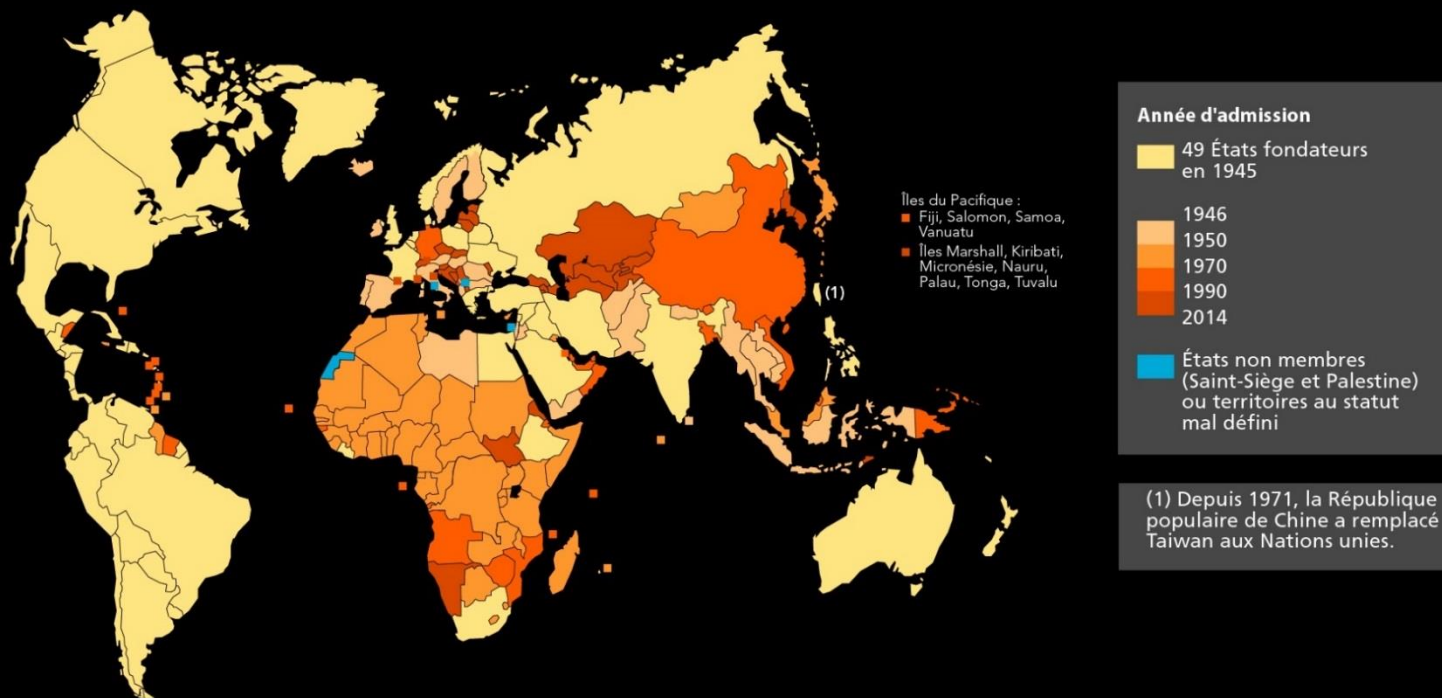 Îles du Pacifique :
Fiji, Salomon, Samoa,
Vanuatu
Îles Marshall, Kiribati,
Micronésie, Nauru,
Palau, Tonga, Tuvalu
(1)
Année d'admission
49 États fondateurs
en 1945
1946
1950
1970
1990
2014
États non membres
(Saint-Siège et Palestine)
ou territoires au statut
mal défini
(1) Depuis 1971, la République
populaire de Chine a remplacé
Taiwan aux Nations unies.